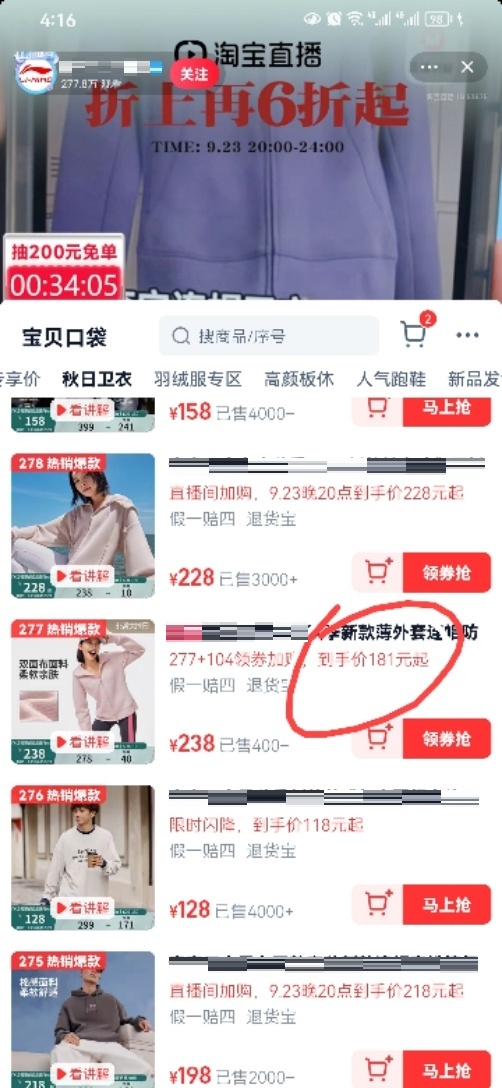 4:16
98
淘宝直播
277.8万
关注
折上再6折起
TIME: 9.23 20:00-24:00
抽200元免单
00:34:05
宝贝口袋
搜商品/序号
2
专享价 秋日卫衣 羽绒服专区 高颜板休 人气跑鞋 新品发
158
看讲解
399 - 241
¥158 已售4000+
马上抢
278 热销爆款
直播间加购，9.23晚20点到手价228元起
假一赔四 退货宝
228
看讲解
238 - 10
¥228 已售3000+
领券抢
277 热销爆款
双面布面料
柔软亲肤
季新款薄外套连帽防
277+104领券加购，到手价181元起
假一赔四 退货宝
238
看讲解
278 - 40
¥238 已售400+
领券抢
276 热销爆款
限时闪降，到手价118元起
假一赔四 退货宝
128
看讲解
299 - 171
¥128 已售4000+
马上抢
275 热销爆款
柔软舒适
直播间加购，9.23晚20点到手价218元起
假一赔四 退货宝
218
看讲解
¥198 已售2000+
马上抢